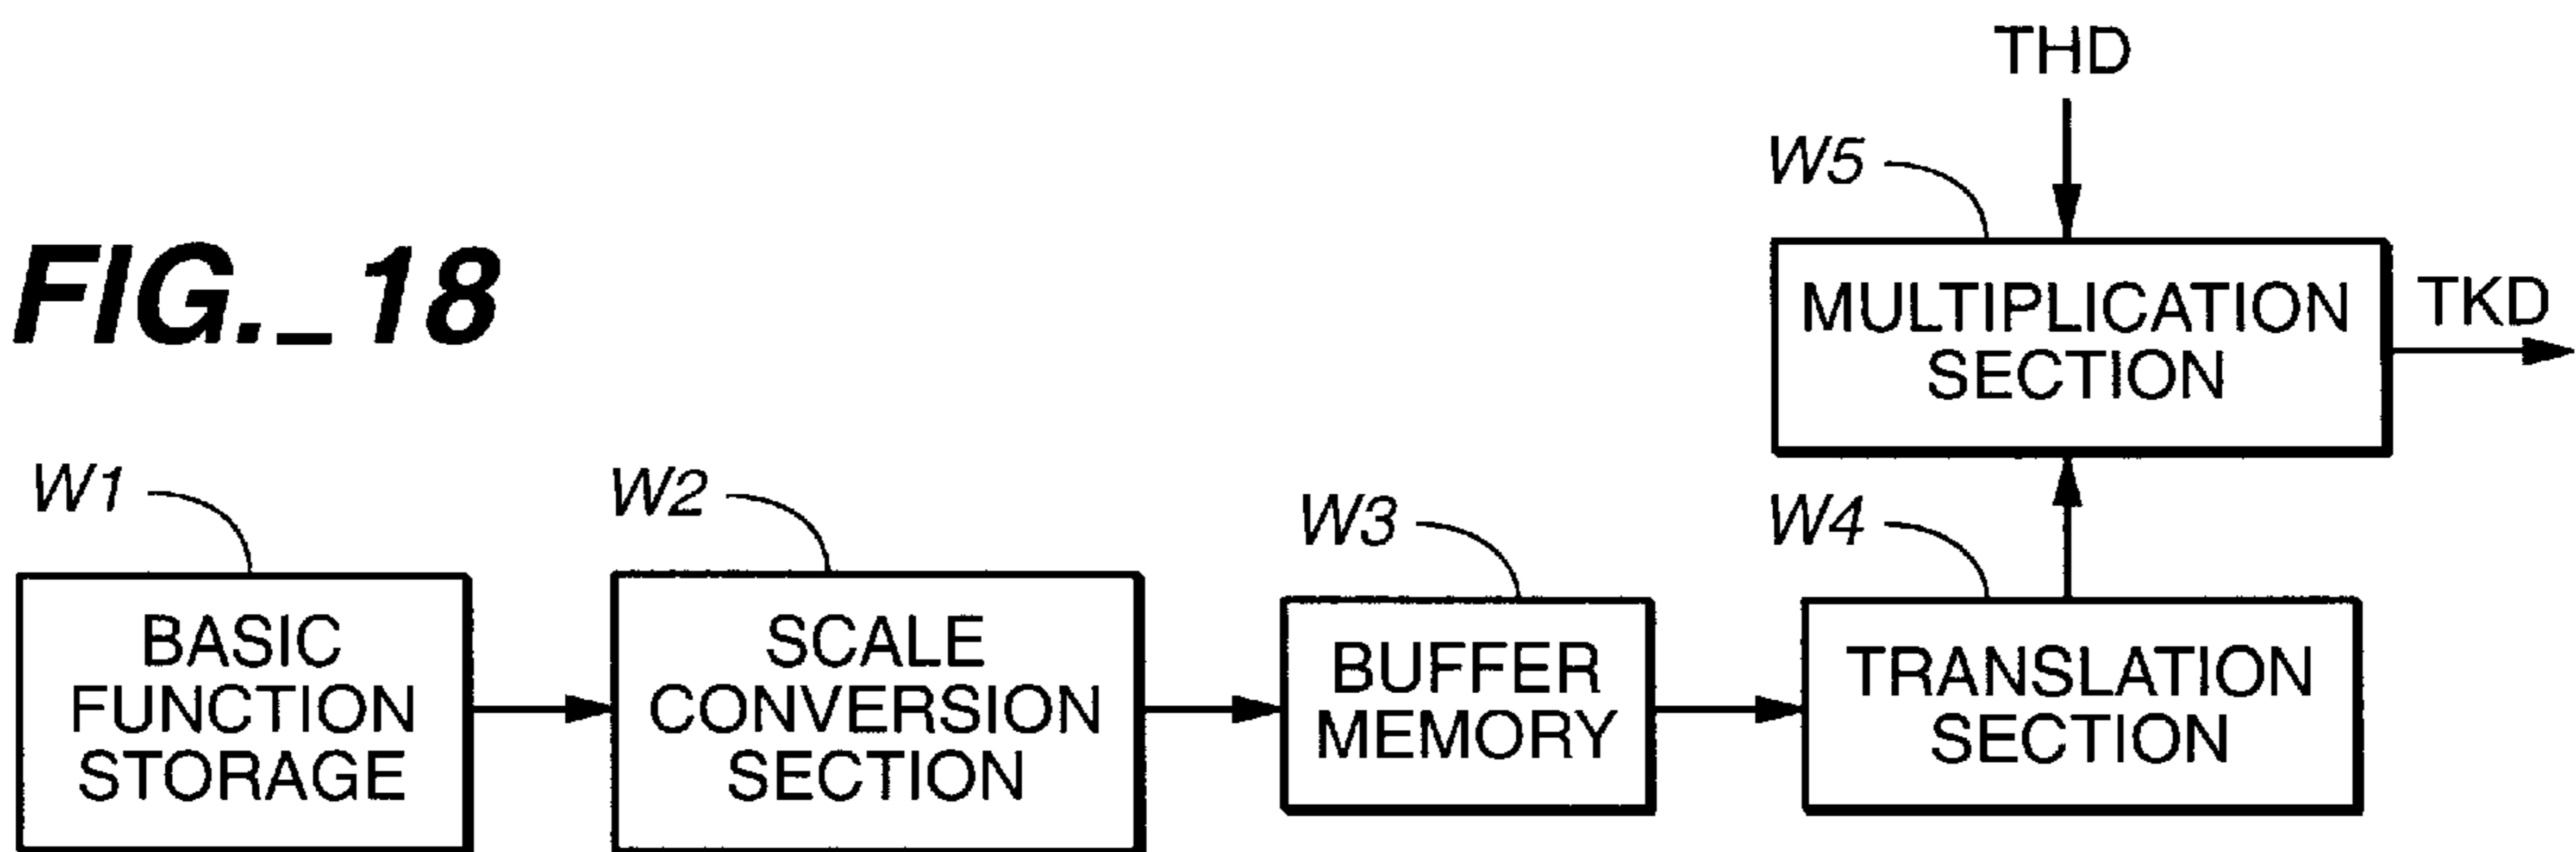 THD
W5
FIG._18
MULTIPLICATION
SECTION
TKD
W1
W2
W3
W4
BASIC
FUNCTION
STORAGE
SCALE
CONVERSION
SECTION
BUFFER
MEMORY
TRANSLATION
SECTION